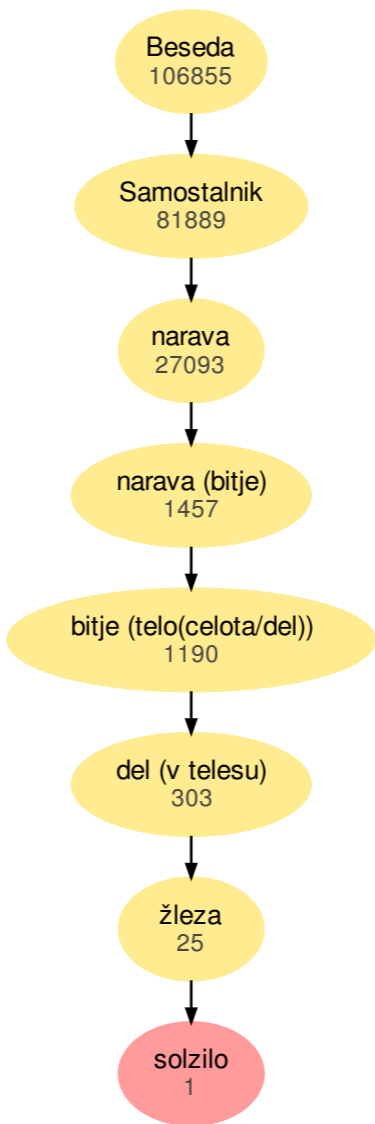 Beseda
106855
Samostalnik
81889
narava
27093
narava (bitje)
1457
bitje (telo(celota/del))
1190
del (v telesu)
303
žleza
25
solzilo
1